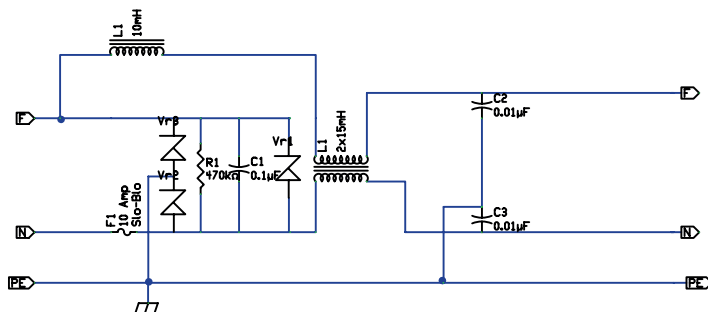 L1
10mH
F
Vr3
Vr2
R1
470kΩ
C1
0.1µF
Vr1
L1
2x15mH
C2
0.01µF
F
N
F1
10 Amp
Slo-Blo
C3
0.01µF
N
PE
PE